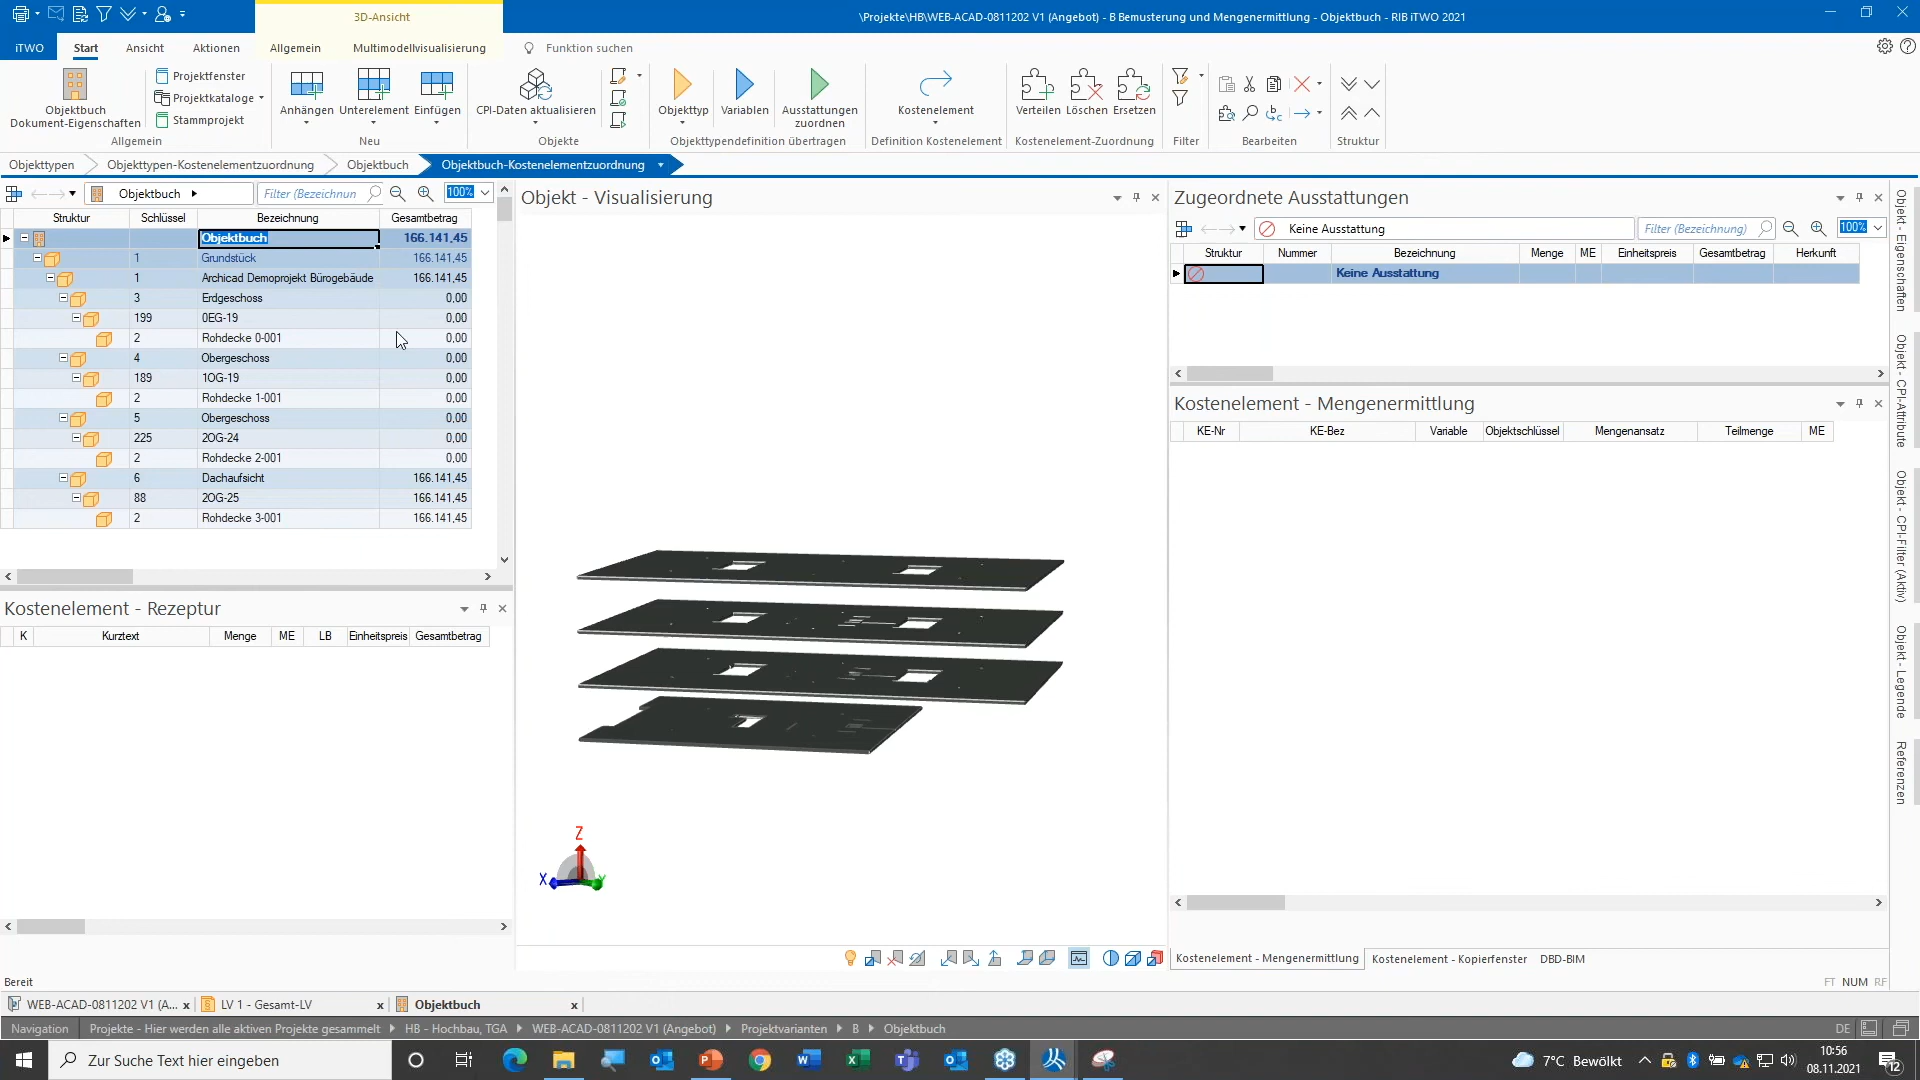 3D-Ansicht
\Projekte\HB\WEB-ACAD-0811202 V1 (Angebot) - B Bemusterung und Mengenermittlung - Objektbuch - RIB iTWO 2021
iTWO Start Ansicht Aktionen Allgemein Multimodellvisualisierung Funktion suchen
Objektbuch
Dokument-Eigenschaften
Projektfenster
Projektkataloge
Stammprojekt
Anhängen Unterelement Einfügen
CPI-Daten aktualisieren
Objekttyp Variablen Ausstattungen
zuordnen
Kostenelement
Verteilen Löschen Ersetzen
Allgemein Neu Objekte Objekttypendefinition übertragen Definition Kostenelement Kostenelement-Zuordnung Filter Bearbeiten Struktur
Objekttypen Objekttypen-Kostenelementzuordnung Objektbuch Objektbuch-Kostenelementzuordnung
Objektbuch Filter (Bezeichnun 100%
Struktur Schlüssel Bezeichnung Gesamtbetrag
Objektbuch 166.141,45
1 Grundstück 166.141,45
1 Archicad Demoprojekt Bürogebäude 166.141,45
3 Erdgeschoss 0,00
199 0EG-19 0,00
2 Rohdecke 0-001 0,00
4 Obergeschoss 0,00
189 1OG-19 0,00
2 Rohdecke 1-001 0,00
5 Obergeschoss 0,00
225 2OG-24 0,00
2 Rohdecke 2-001 0,00
6 Dachaufsicht 166.141,45
88 2OG-25 166.141,45
2 Rohdecke 3-001 166.141,45
Kostenelement - Rezeptur
K Kurztext Menge ME LB Einheitspreis Gesamtbetrag
Objekt - Visualisierung
Z
X
Y
Zugeordnete Ausstattungen
Keine Ausstattung Filter (Bezeichnung) 100%
Struktur Nummer Bezeichnung Menge ME Einheitspreis Gesamtbetrag Herkunft
Keine Ausstattung
Kostenelement - Mengenermittlung
KE-Nr KE-Bez Variable Objektschlüssel Mengenansatz Teilmenge ME
Kostenelement - Mengenermittlung Kostenelement - Kopierfenster DBD-BIM
Objekt - Eigenschaften
Objekt - CPI-Attribute
Objekt - CPI-Filter (Aktiv)
Objekt - Legende
Referenzen
Bereit
FT NUM RF
WEB-ACAD-0811202 V1 (A... x LV 1 - Gesamt-LV x Objektbuch x
Navigation Projekte - Hier werden alle aktiven Projekte gesammelt HB - Hochbau, TGA WEB-ACAD-0811202 V1 (Angebot) Projektvarianten B Objektbuch DE
Zur Suche Text hier eingeben
7°C Bewölkt
10:56
08.11.2021
12